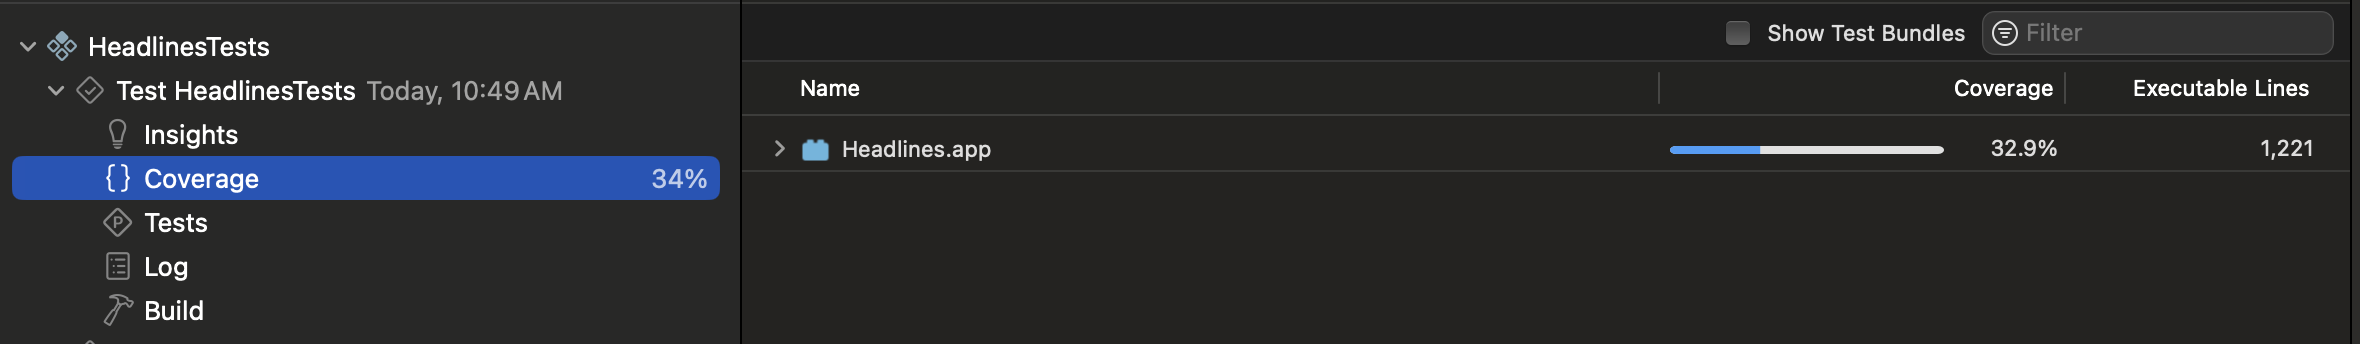 HeadlinesTests
Test HeadlinesTests Today, 10:49 AM
Insights
{} Coverage 34%
P Tests
Log
Build
Show Test Bundles Filter
Name Coverage Executable Lines
Headlines.app 32.9% 1,221